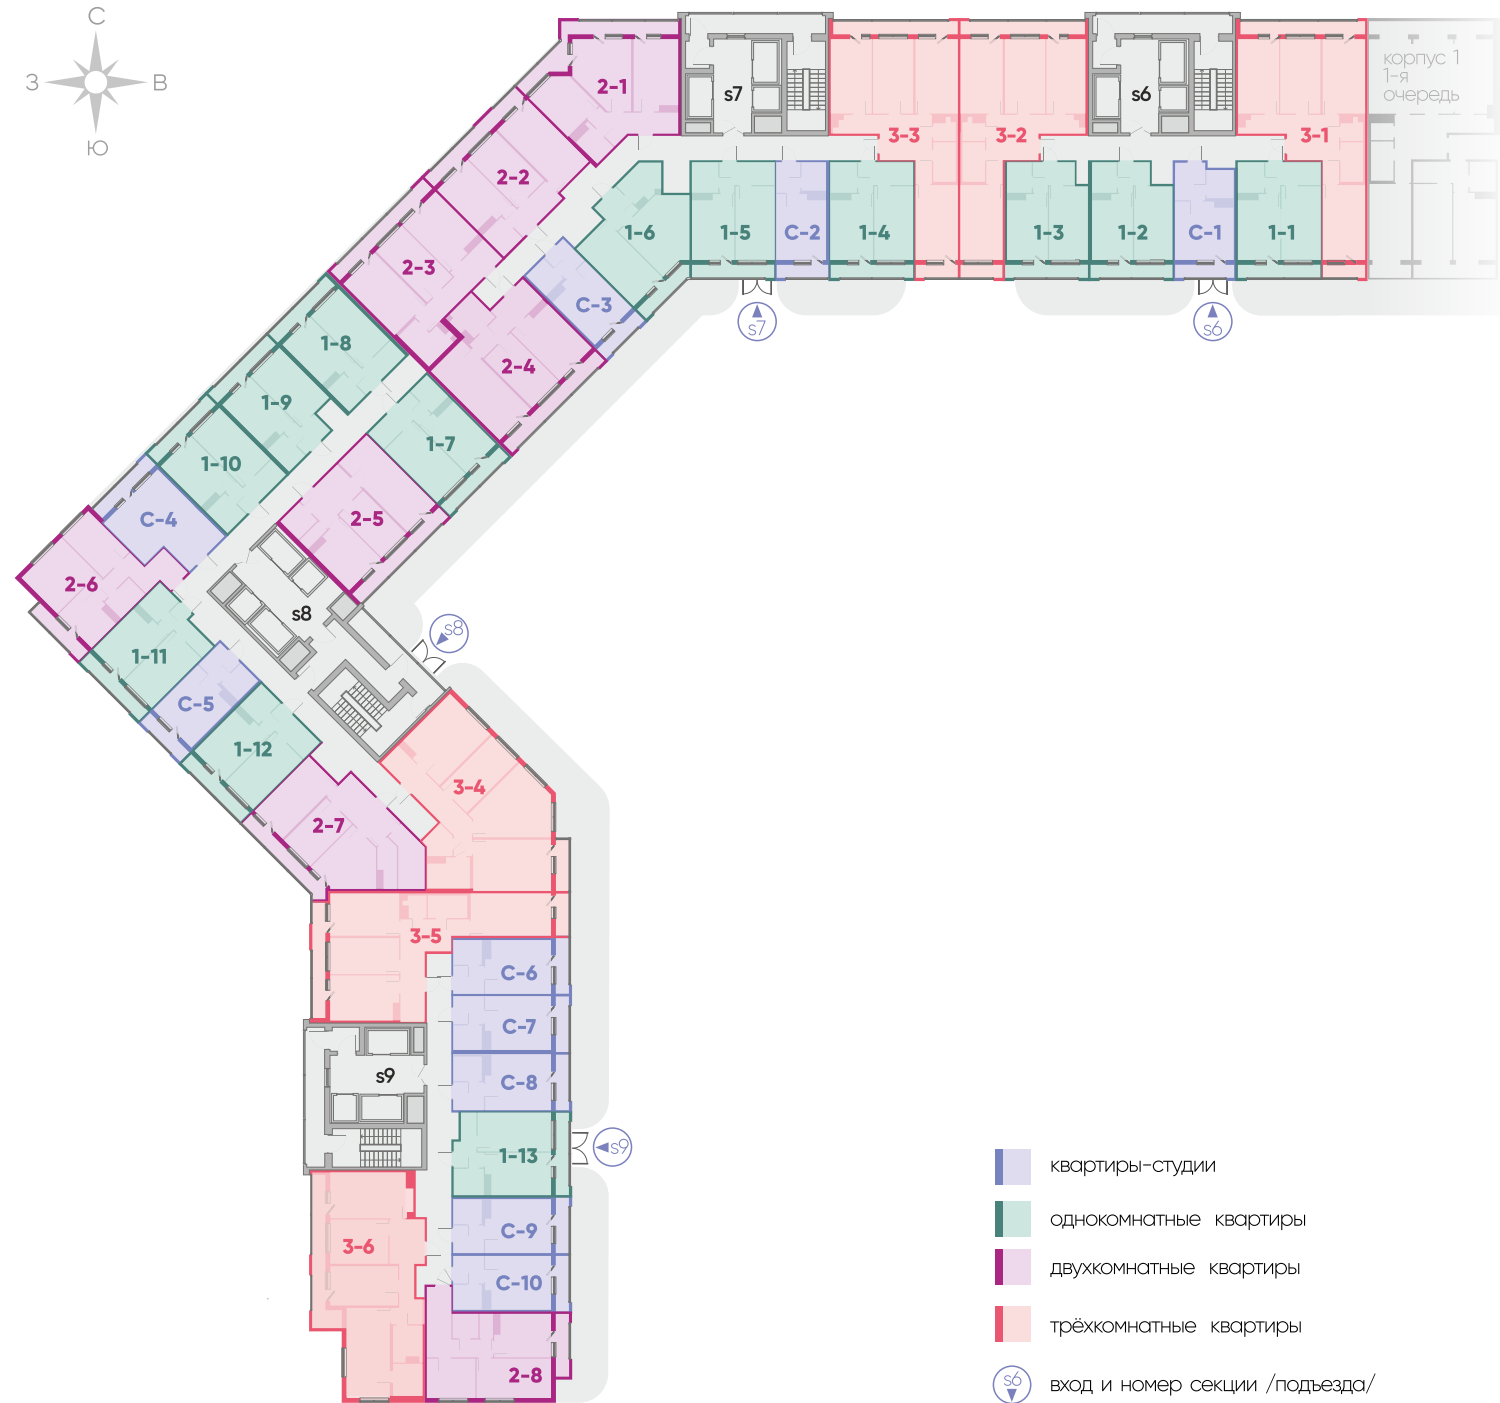 С
З
В
Ю
корпус 1
1-я
очередь
2-1
s7
s6
3-3
3-2
3-1
2-2
1-6
1-5
С-2
1-4
1-3
1-2
С-1
1-1
2-3
С-3
s7
s6
1-8
2-4
1-9
1-7
1-10
2-5
С-4
2-6
s8
s8
1-11
С-5
1-12
3-4
2-7
3-5
С-6
С-7
s9
С-8
1-13
s9
С-9
3-6
С-10
2-8
квартиры-студии
однокомнатные квартиры
двухкомнатные квартиры
трёхкомнатные квартиры
s6
вход и номер секции /подъезда/